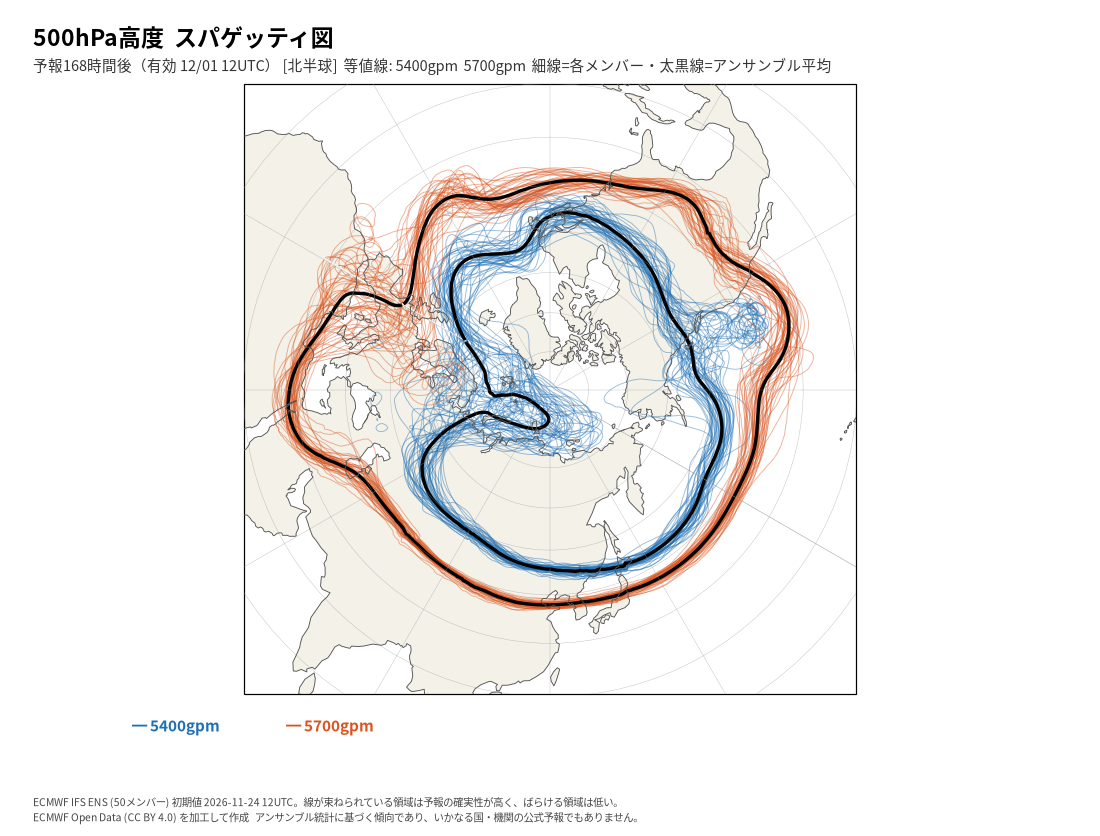 500hPa高度 スパゲッティ図
予報168時間後（有効 12/01 12UTC） [北半球] 等値線: 5400gpm 5700gpm 細線=各メンバー・太黒線=アンサンブル平均
5400gpm 5700gpm
ECMWF IFS ENS (50メンバー) 初期値 2026-11-24 12UTC。線が束ねられている領域は予報の確実性が高く、ばらける領域は低い。
ECMWF Open Data (CC BY 4.0) を加工して作成 アンサンブル統計に基づく傾向であり、いかなる国・機関の公式予報でもありません。